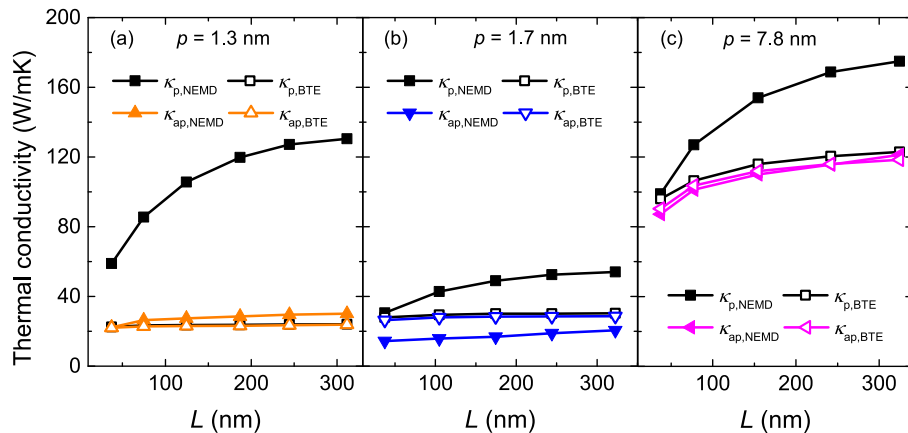 Thermal conductivity (W/mK)
200
160
120
80
40
0
(a) p = 1.3 nm
κp,NEMD κp,BTE
κap,NEMD κap,BTE
100 200 300
L (nm)
(b) p = 1.7 nm
κp,NEMD κp,BTE
κap,NEMD κap,BTE
100 200 300
L (nm)
(c) p = 7.8 nm
κp,NEMD κp,BTE
κap,NEMD κap,BTE
100 200 300
L (nm)